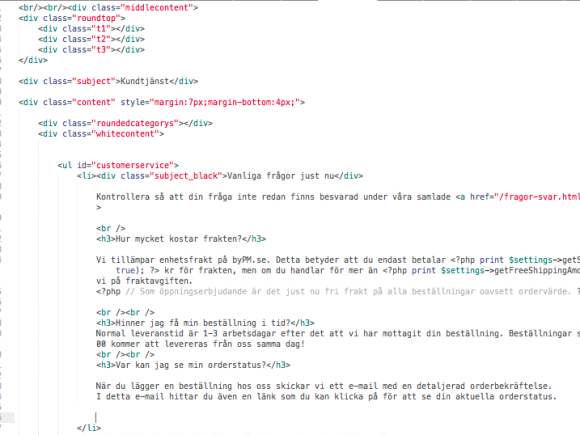 <br/><br/><div class="middlecontent">
<div class="roundtop">
<div class="t1"></div>
<div class="t2"></div>
<div class="t3"></div>
</div>
<div class="subject">Kundtjänst</div>
<div class="content" style="margin:7px;margin-bottom:4px;">
<div class="roundedcategorys"></div>
<div class="whitecontent">
<ul id="customerservice">
<li><div class="subject_black">Vanliga frågor just nu</div>
Kontrollera så att din fråga inte redan finns besvarad under våra samlade <a href="/fragor-svar.html
>
<br />
<h3>Hur mycket kostar frakten?</h3>
Vi tillämpar enhetsfrakt på byPM.se. Detta betyder att du endast betalar <?php print $settings->getS
true); ?> kr för frakten, men om du handlar för mer än <?php print $settings->getFreeShippingAmo
vi på fraktavgiften.
<?php // Som öppningserbjudande är det just nu fri frakt på alla beställningar oavsett ordervärde. ?
<br /><br />
<h3>Hinner jag få min beställning i tid?</h3>
Normal leveranstid är 1-3 arbetsdagar efter det att vi har mottagit din beställning. Beställningar s
00 kommer att levereras från oss samma dag!
<br /><br />
<h3>Var kan jag se min orderstatus?</h3>
När du lägger en beställning hos oss skickar vi ett e-mail med en detaljerad orderbekräftelse.
I detta e-mail hittar du även en länk som du kan klicka på för att se din aktuella orderstatus.
</li>